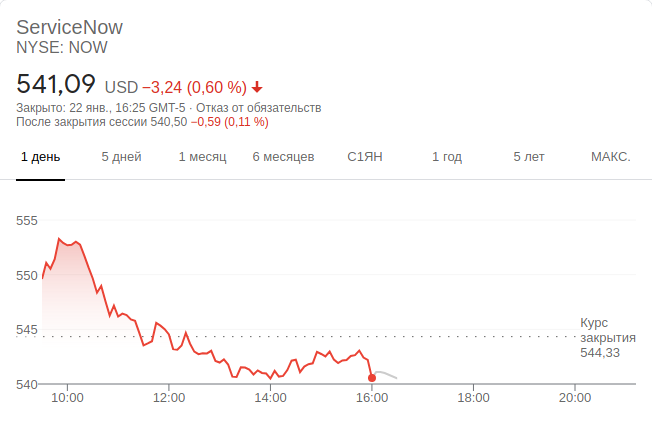 ServiceNow
NYSE: NOW
541,09 USD −3,24 (0,60 %)
Закрыто: 22 янв., 16:25 GMT-5 · Отказ от обязательств
После закрытия сессии 540,50 −0,59 (0,11 %)
1 день 5 дней 1 месяц 6 месяцев С1ЯН 1 год 5 лет МАКС.
555
550
545
Курс
закрытия
544,33
540
10:00 12:00 14:00 16:00 18:00 20:00